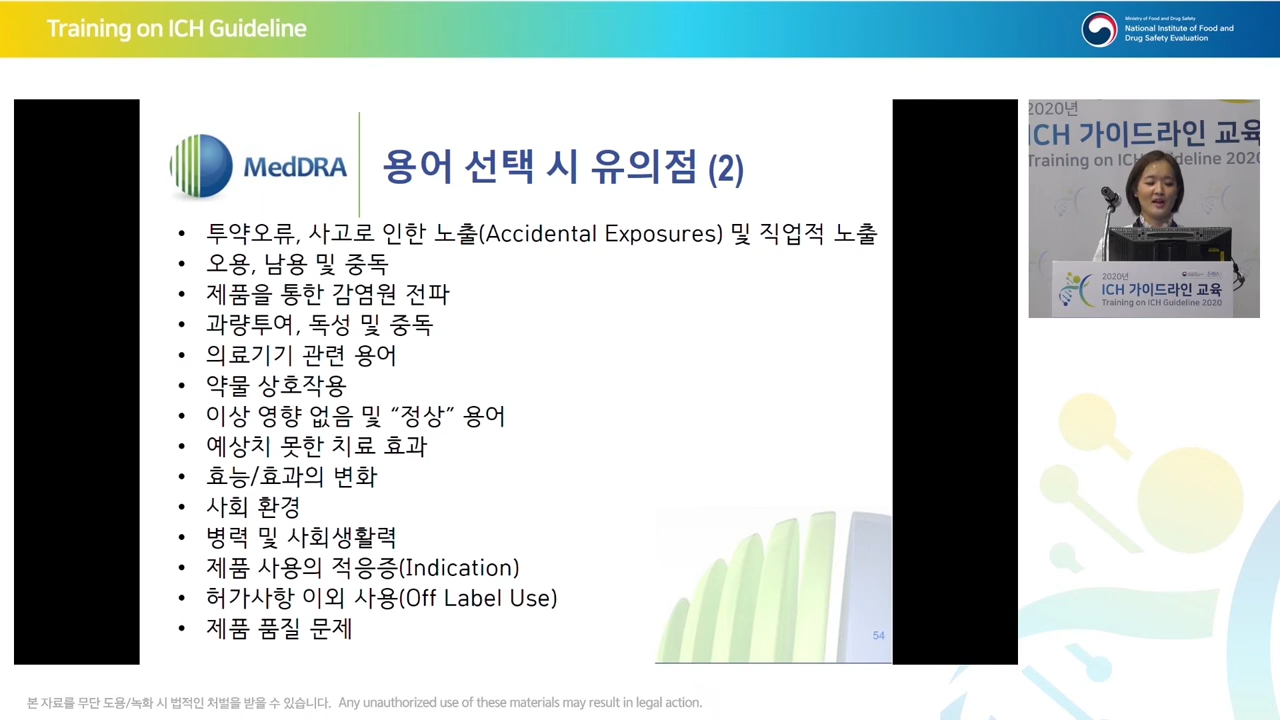 Training on ICH Guideline
Ministry of Food and Drug Safety
National Institute of Food and
Drug Safety Evaluation
MedDRA
용어 선택 시 유의점 (2)
• 투약오류, 사고로 인한 노출(Accidental Exposures) 및 직업적 노출
• 오용, 남용 및 중독
• 제품을 통한 감염원 전파
• 과량투여, 독성 및 중독
• 의료기기 관련 용어
• 약물 상호작용
• 이상 영향 없음 및 “정상” 용어
• 예상치 못한 치료 효과
• 효능/효과의 변화
• 사회 환경
• 병력 및 사회생활력
• 제품 사용의 적응증(Indication)
• 허가사항 이외 사용(Off Label Use)
• 제품 품질 문제
54
2020년
ICH 가이드라인 교육
Training on ICH Guideline 2020
2020년
ICH 가이드라인 교육
Training on ICH Guideline 2020
본 자료를 무단 도용/녹화 시 법적인 처벌을 받을 수 있습니다. Any unauthorized use of these materials may result in legal action.